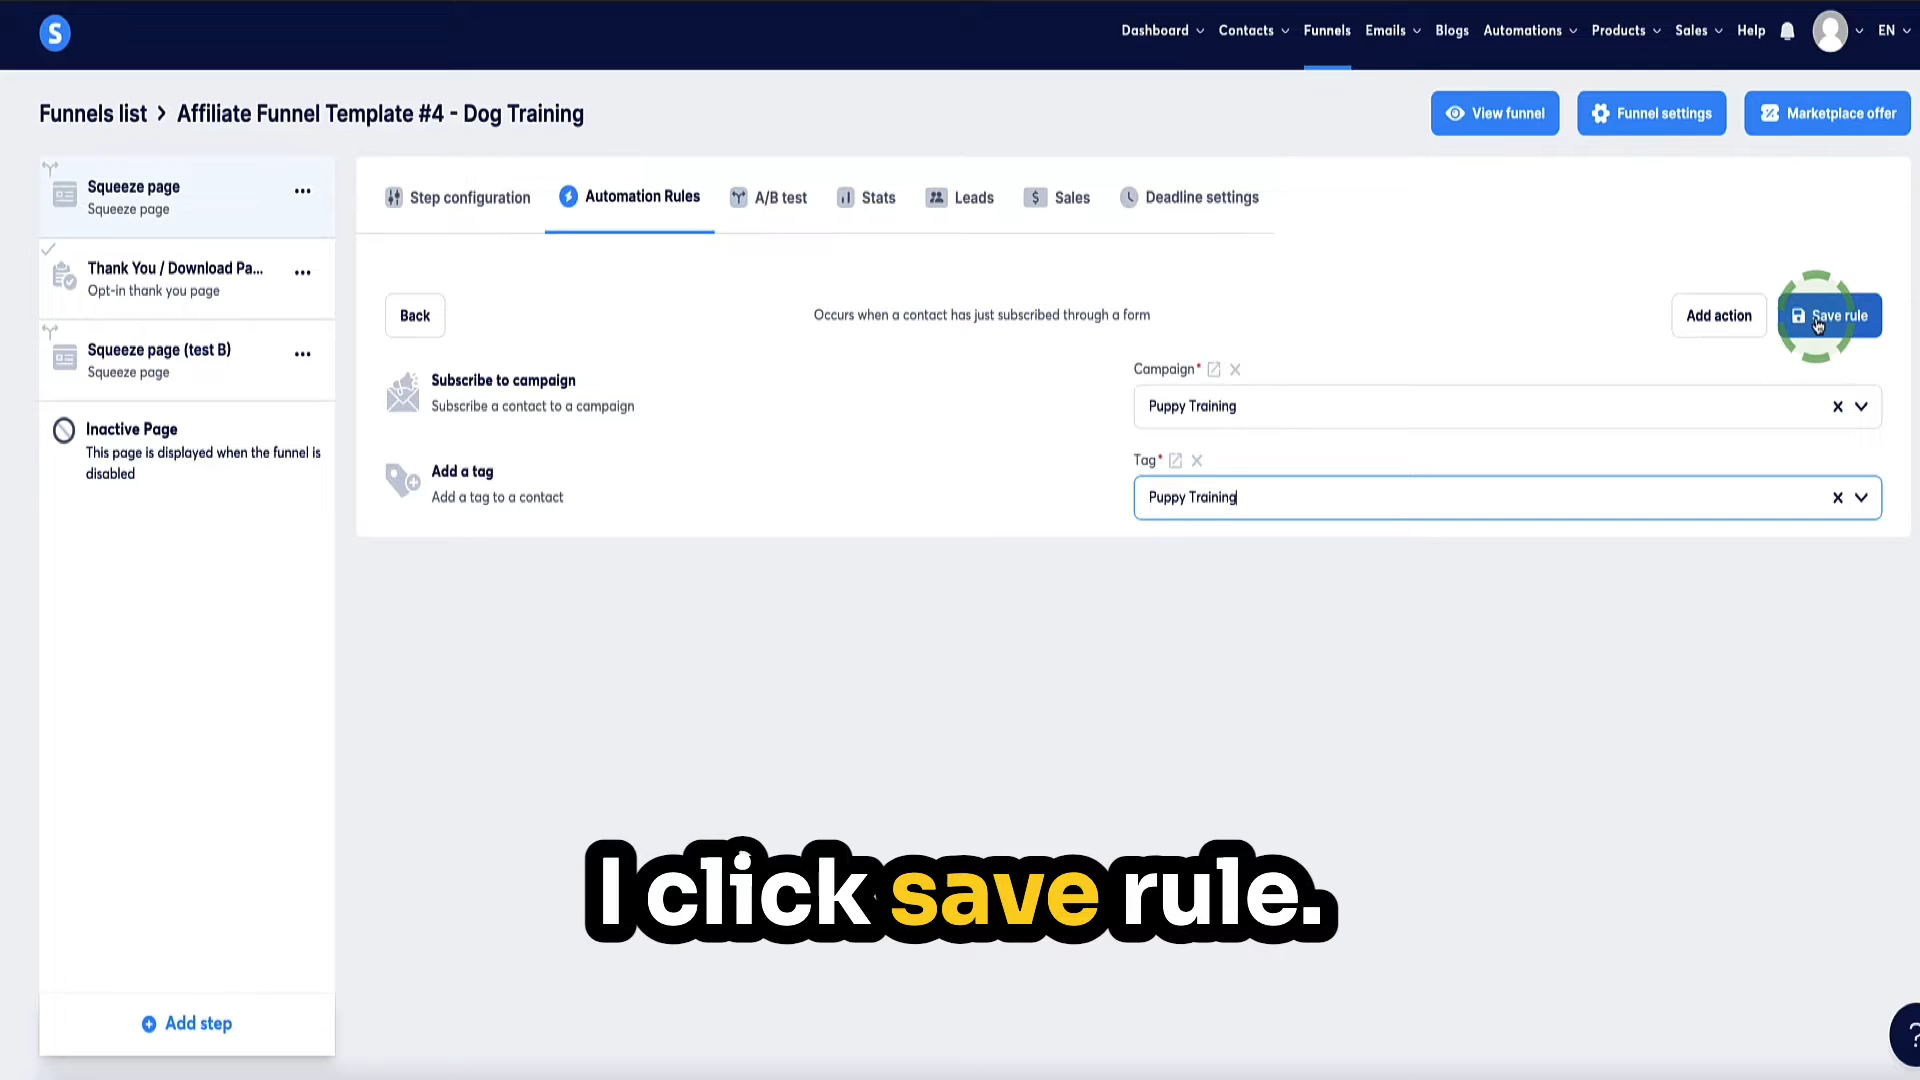 S
Dashboard Contacts Funnels Emails Blogs Automations Products Sales Help EN
Funnels list > Affiliate Funnel Template #4 - Dog Training
View funnel Funnel settings Marketplace offer
Squeeze page
Squeeze page
Thank You / Download Pa...
Opt-in thank you page
Squeeze page (test B)
Squeeze page
Inactive Page
This page is displayed when the funnel is
disabled
Add step
Step configuration Automation Rules A/B test Stats Leads Sales Deadline settings
Back Occurs when a contact has just subscribed through a form Add action Save rule
Subscribe to campaign
Subscribe a contact to a campaign
Campaign*
Puppy Training
Add a tag
Add a tag to a contact
Tag*
Puppy Training
I click save rule.
?